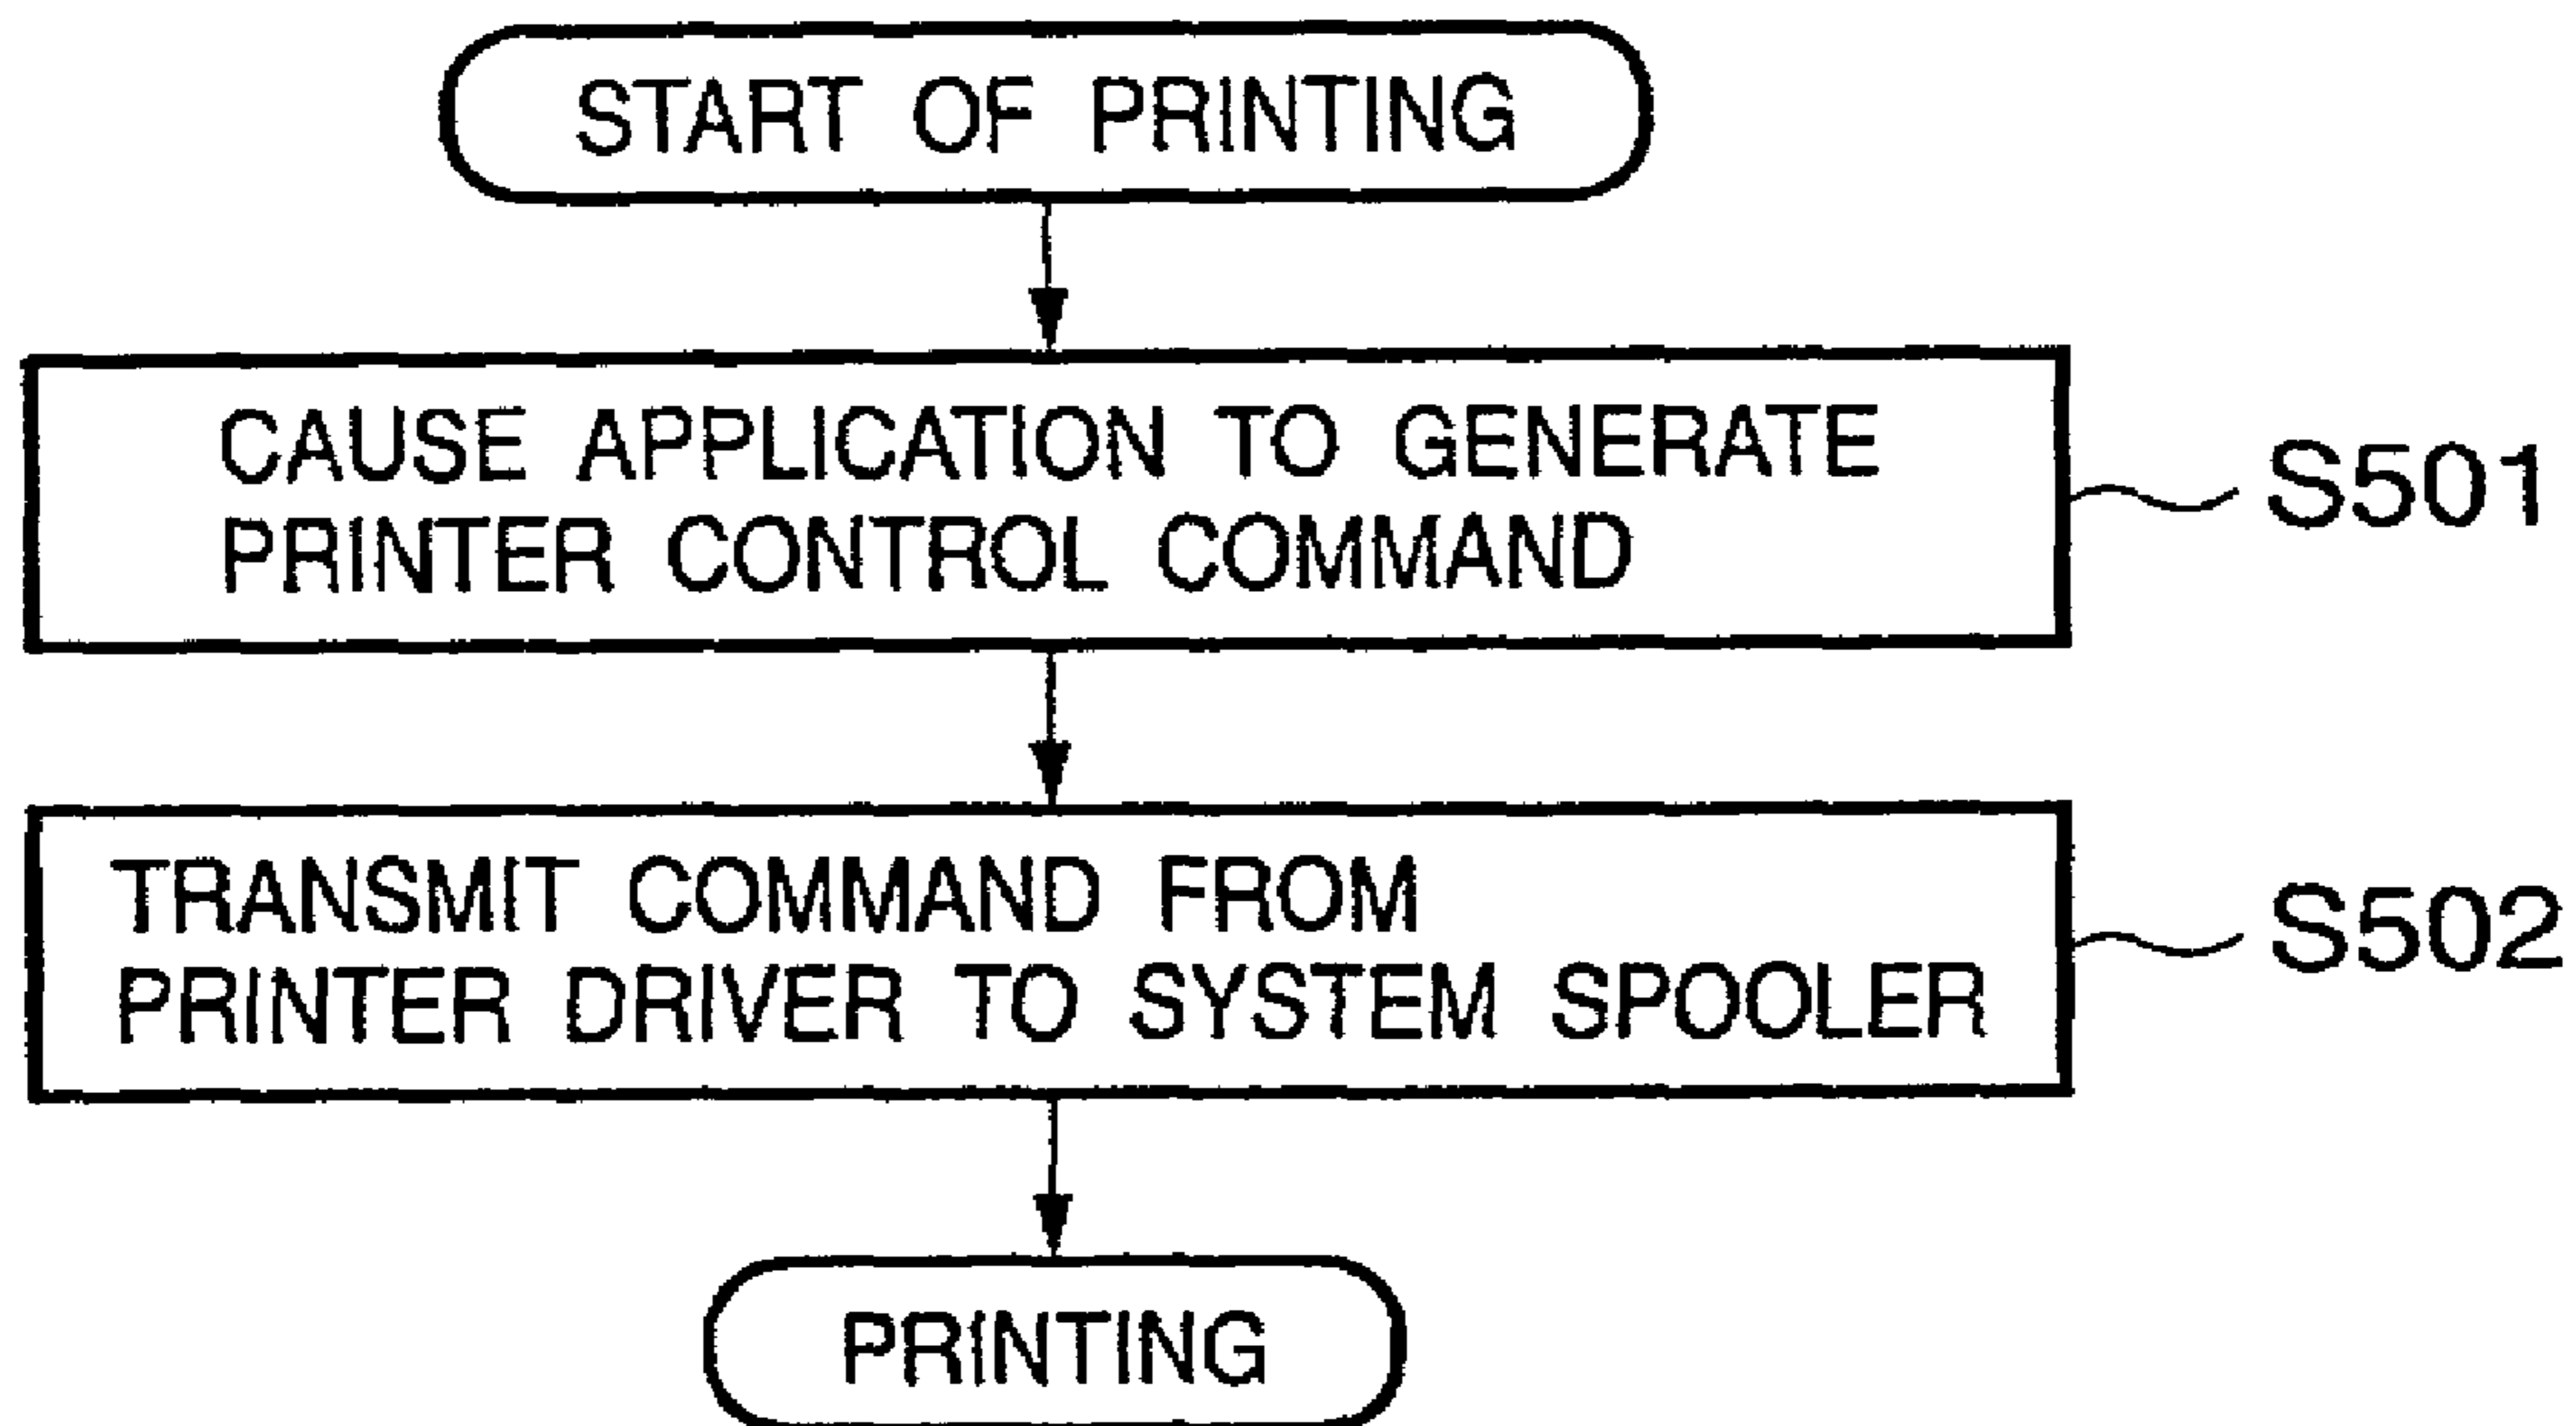 START OF PRINTING
CAUSE APPLICATION TO GENERATE
PRINTER CONTROL COMMAND
S501
TRANSMIT COMMAND FROM
PRINTER DRIVER TO SYSTEM SPOOLER
S502
PRINTING